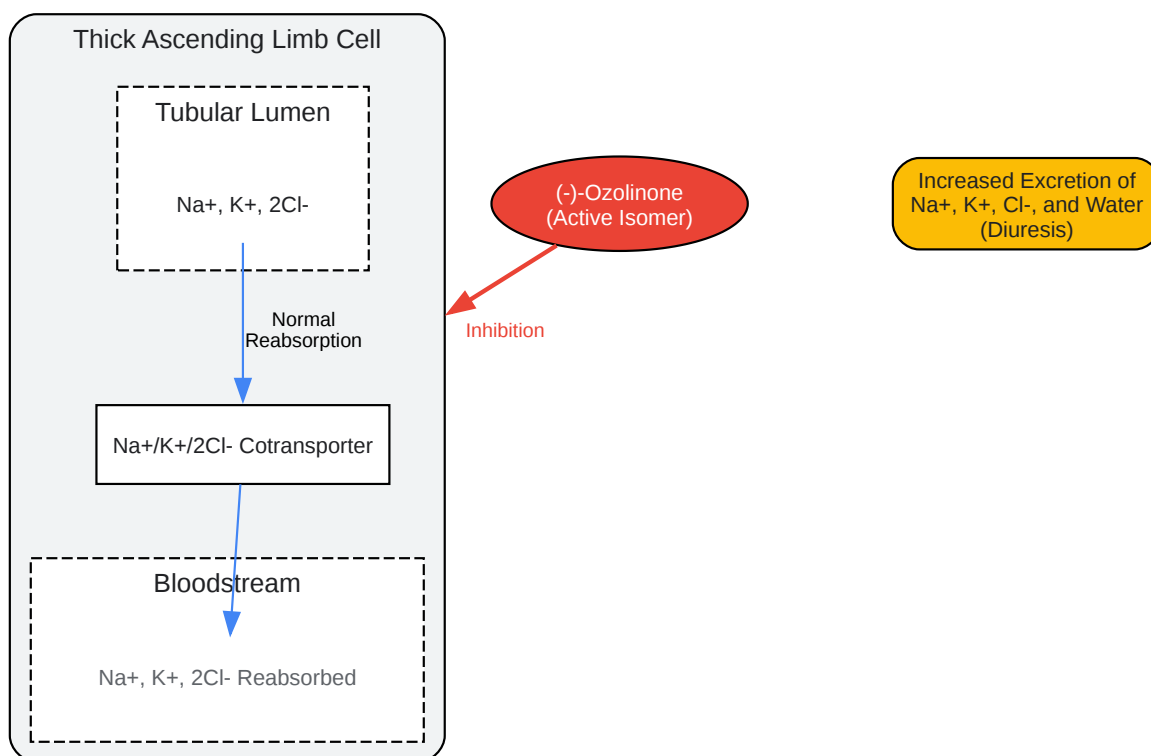 Thick Ascending Limb Cell
Tubular Lumen
Na+, K+, 2Cl-
Normal
Reabsorption
Na+/K+/2Cl- Cotransporter
Bloodstream
Na+, K+, 2Cl- Reabsorbed
(-)-Ozolinone
(Active Isomer)
Inhibition
Increased Excretion of
Na+, K+, Cl-, and Water
(Diuresis)